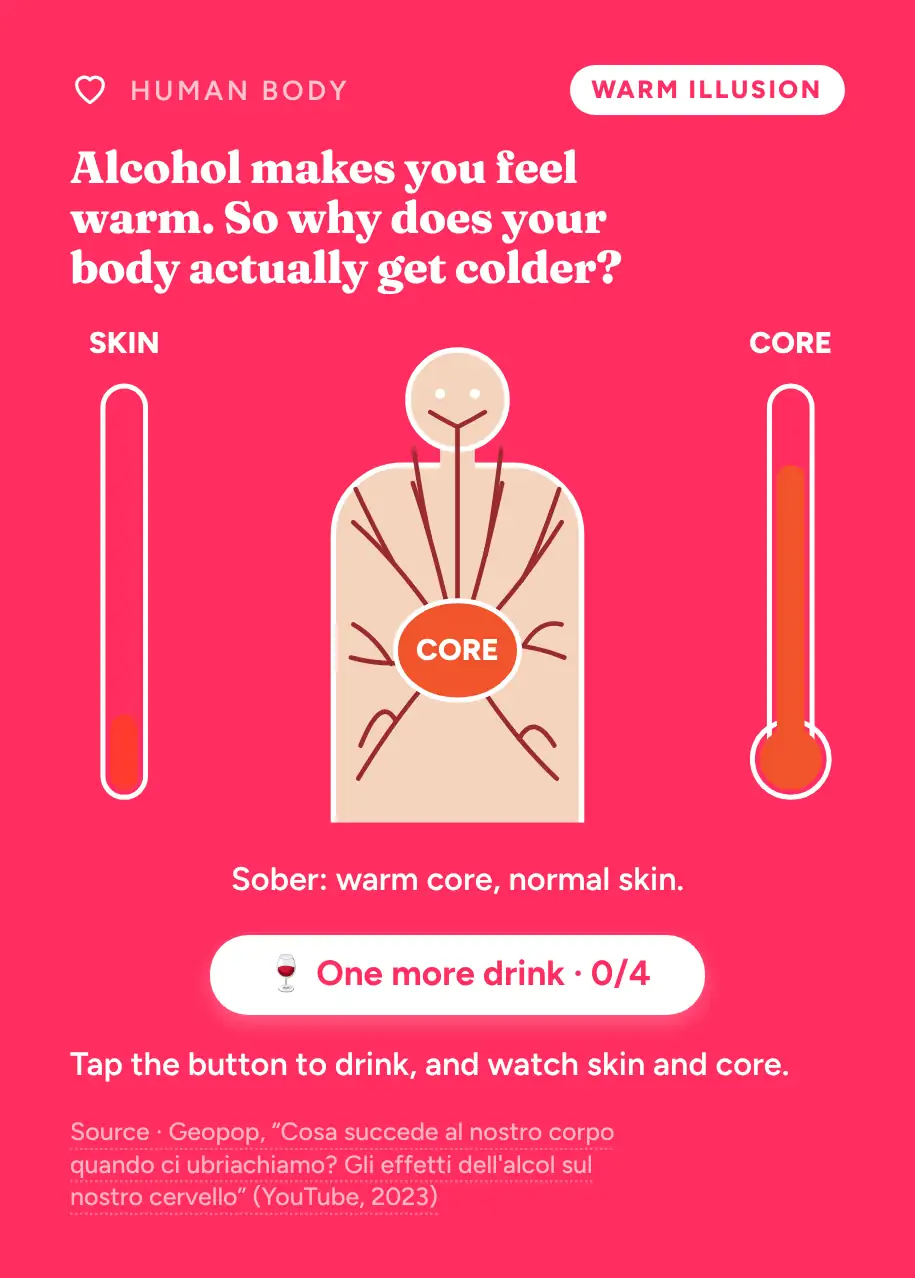 HUMAN BODY
WARM ILLUSION
Alcohol makes you feel
warm. So why does your
body actually get colder?
SKIN
CORE
CORE
Sober: warm core, normal skin.
🍷 One more drink · 0/4
Tap the button to drink, and watch skin and core.
Source · Geopop, “Cosa succede al nostro corpo
quando ci ubriachiamo? Gli effetti dell'alcol sul
nostro cervello” (YouTube, 2023)